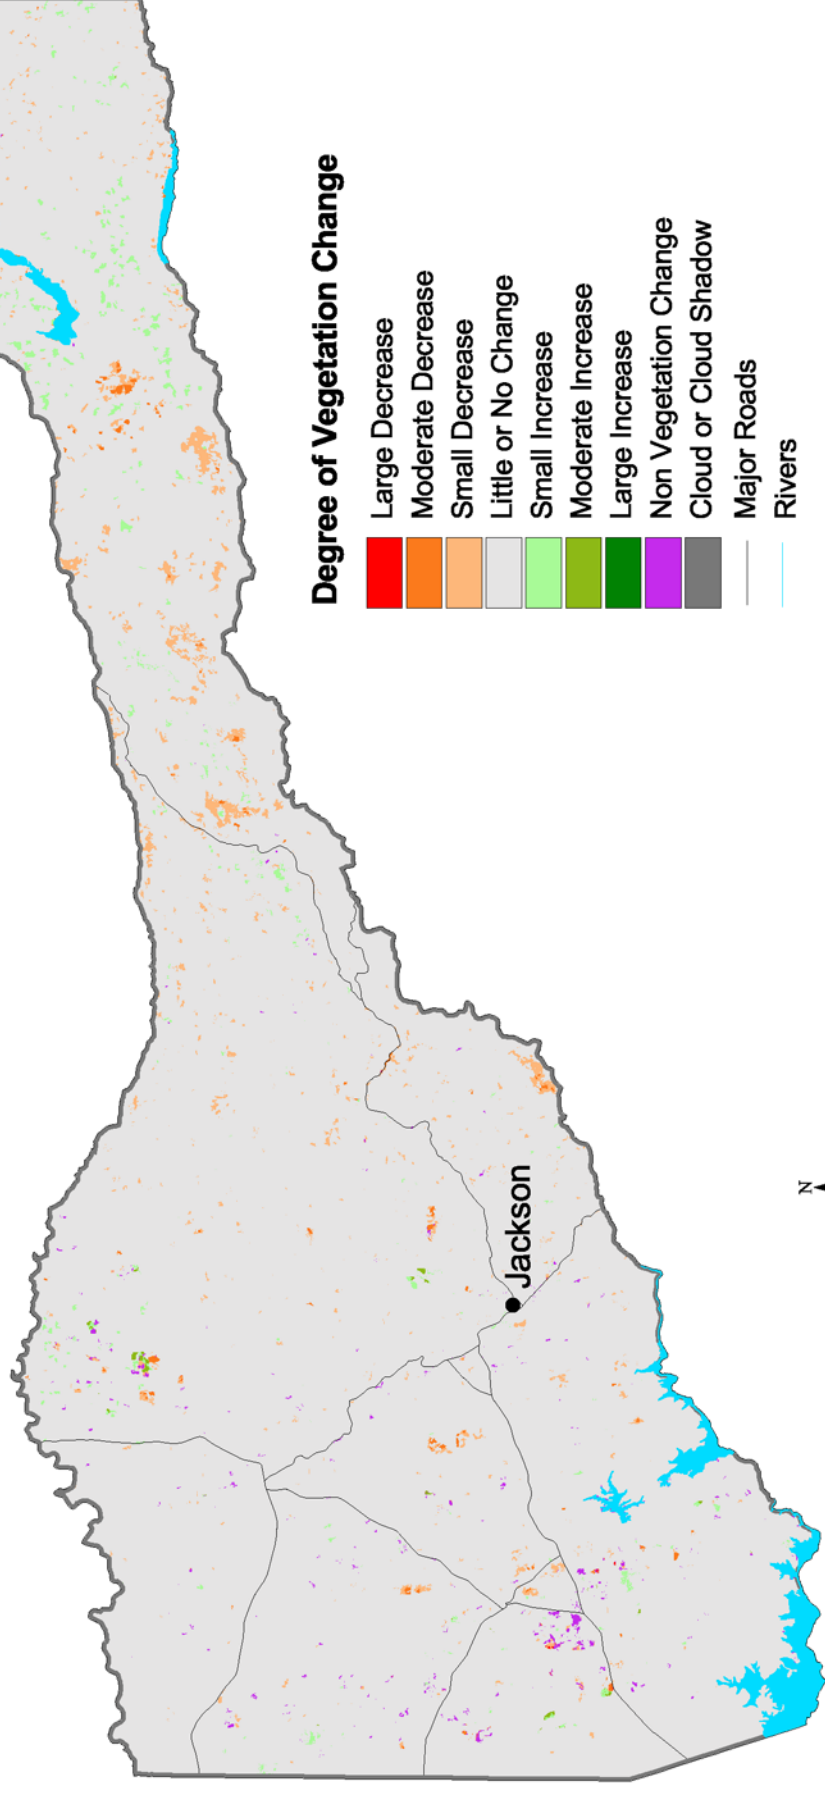 Degree of Vegetation Change
Large Decrease
Moderate Decrease
Small Decrease
Little or No Change
Small Increase
Moderate Increase
Large Increase
Non Vegetation Change
Cloud or Cloud Shadow
Major Roads
Rivers
Jackson
N